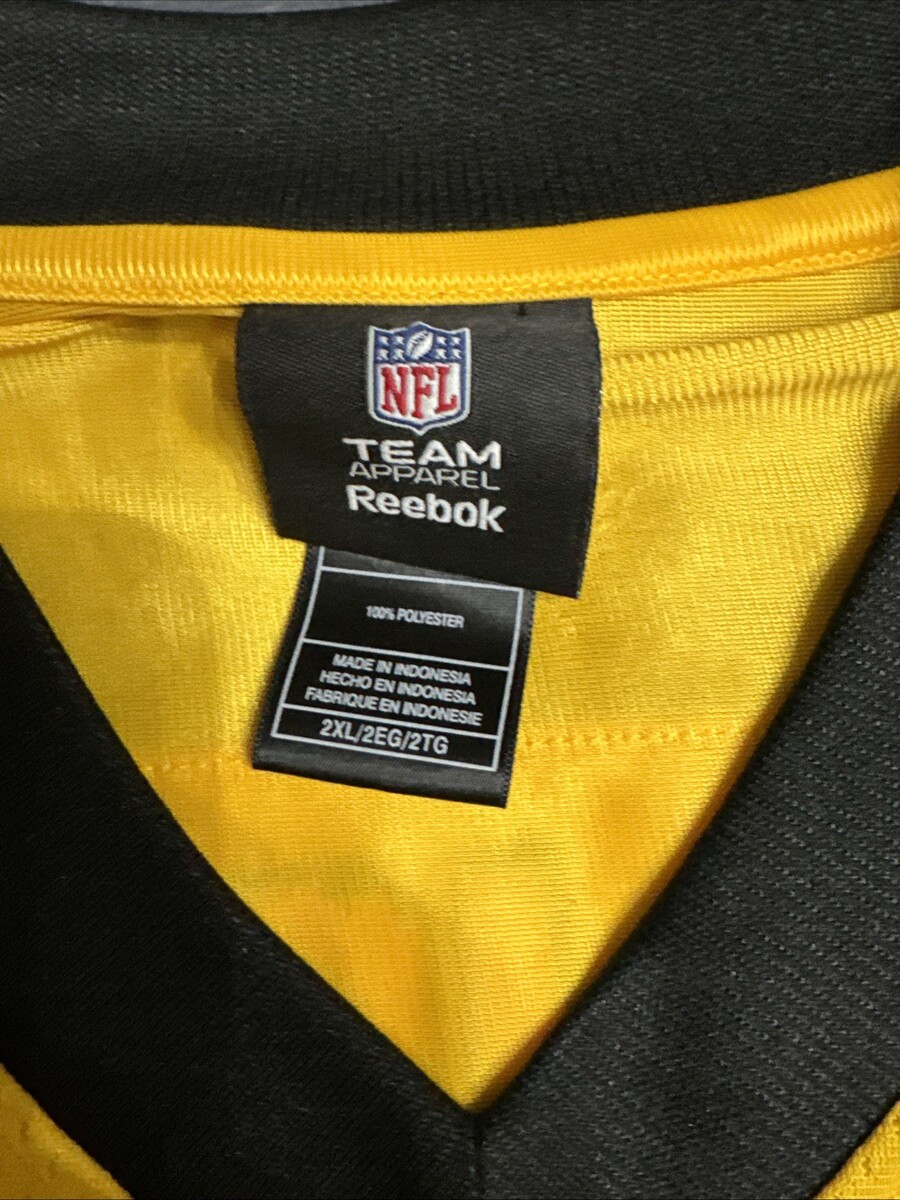 NFL
TEAM
APPAREL
Reebok
100% POLYESTER
MADE IN INDONESIA
HECHO EN INDONESIA
FABRIQUE EN INDONESIE
2XL/2EG/2TG